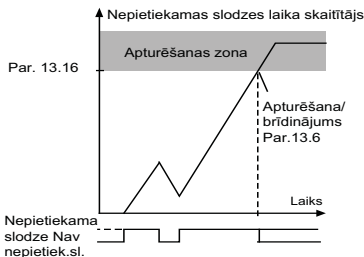 Nepietiekamas slodzes laika skaitītājs
Apturēšanas zona
Par. 13.16
Apturēšana/
brīdinājums
Par.13.6
Laiks
Nepietiekama
slodze Nav
nepietiek.sl.